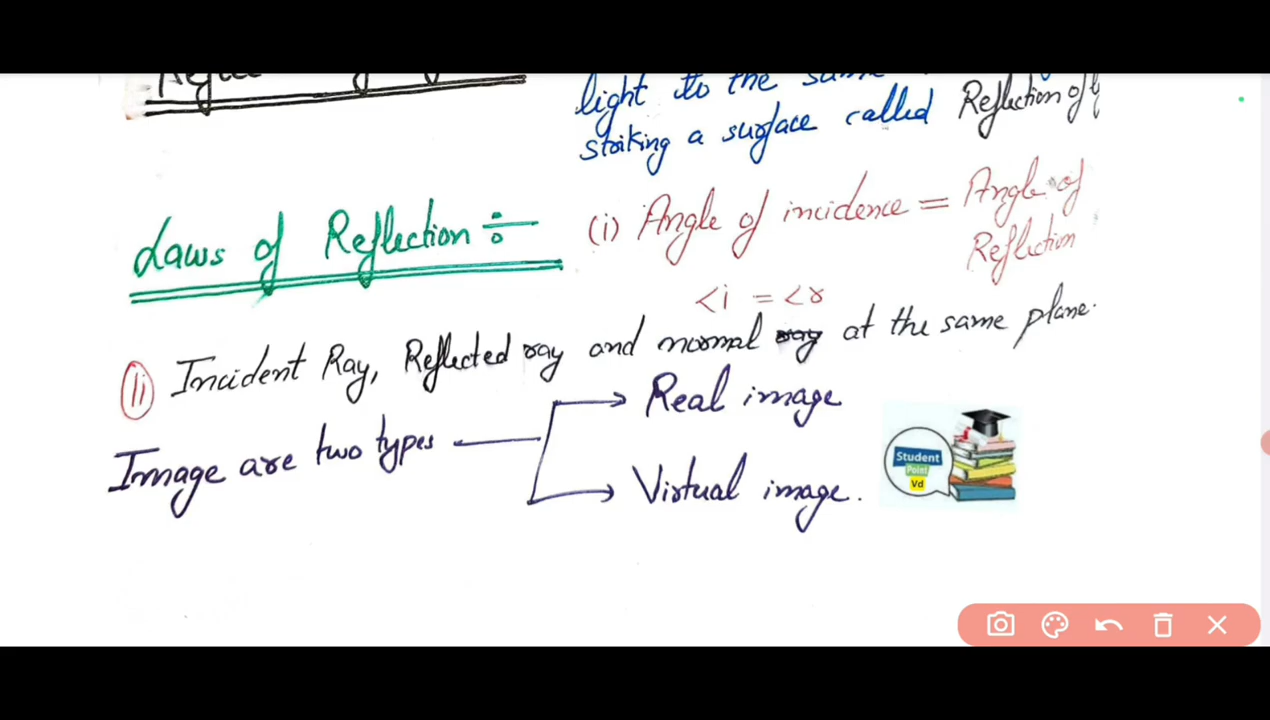 light to the same
striking a surface called Reflection of
Laws of Reflection ÷
(i) Angle of incidence = Angle of
Reflection
<i = <r
(ii) Incident Ray, Reflected ray and normal ray at the same plane.
Image are two types
Real image
Virtual image.
Student
Point
Vd